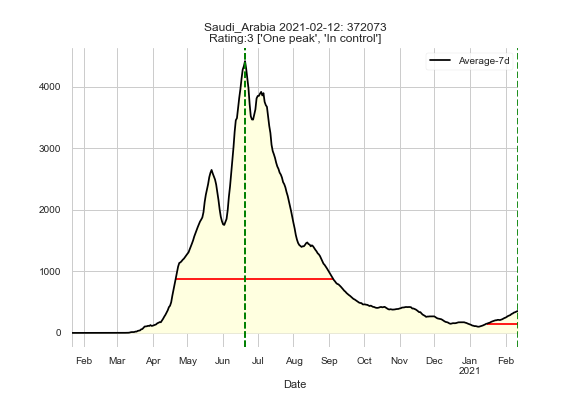 Saudi_Arabia 2021-02-12: 372073
Rating:3 ['One peak', 'In control']
Average-7d
4000
3000
2000
1000
0
Feb Mar Apr May Jun Jul Aug Sep Oct Nov Dec Jan Feb
2021
Date